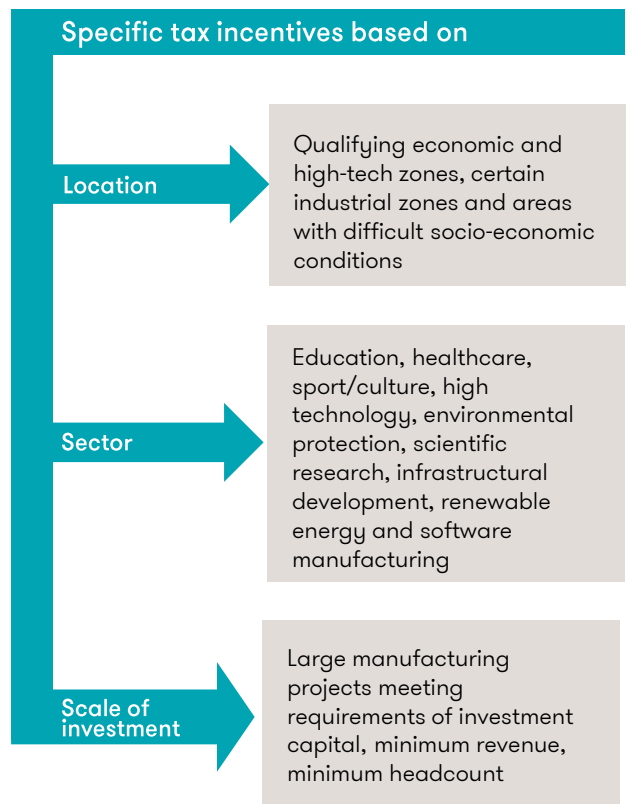 Specific tax incentives based on
Location
Qualifying economic and
high-tech zones, certain
industrial zones and areas
with difficult socio-economic
conditions
Sector
Education, healthcare,
sport/culture, high
technology, environmental
protection, scientific
research, infrastructural
development, renewable
energy and software
manufacturing
Scale of
investment
Large manufacturing
projects meeting
requirements of investment
capital, minimum revenue,
minimum headcount